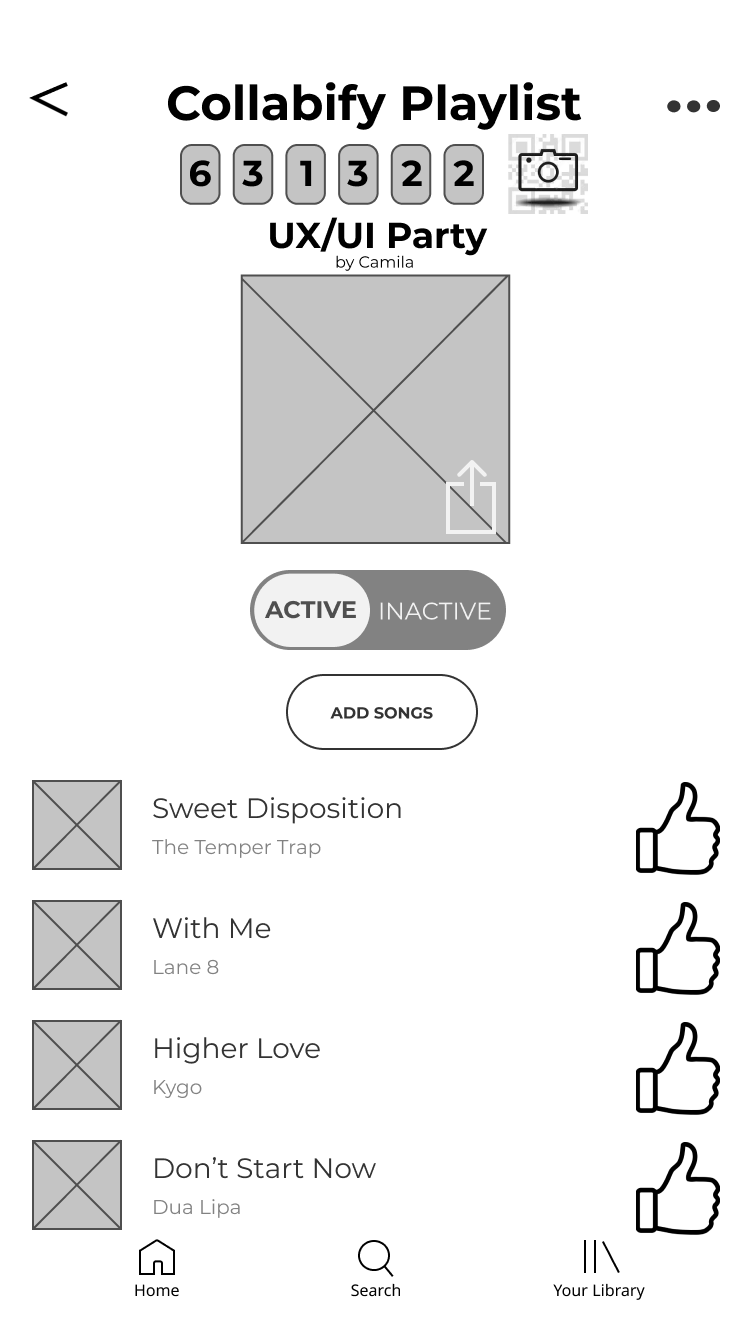 Collabify Playlist
6 3 1 3 2 2
UX/UI Party
by Camila
ACTIVE INACTIVE
ADD SONGS
Sweet Disposition
The Temper Trap
With Me
Lane 8
Higher Love
Kygo
Don’t Start Now
Dua Lipa
Home Search Your Library